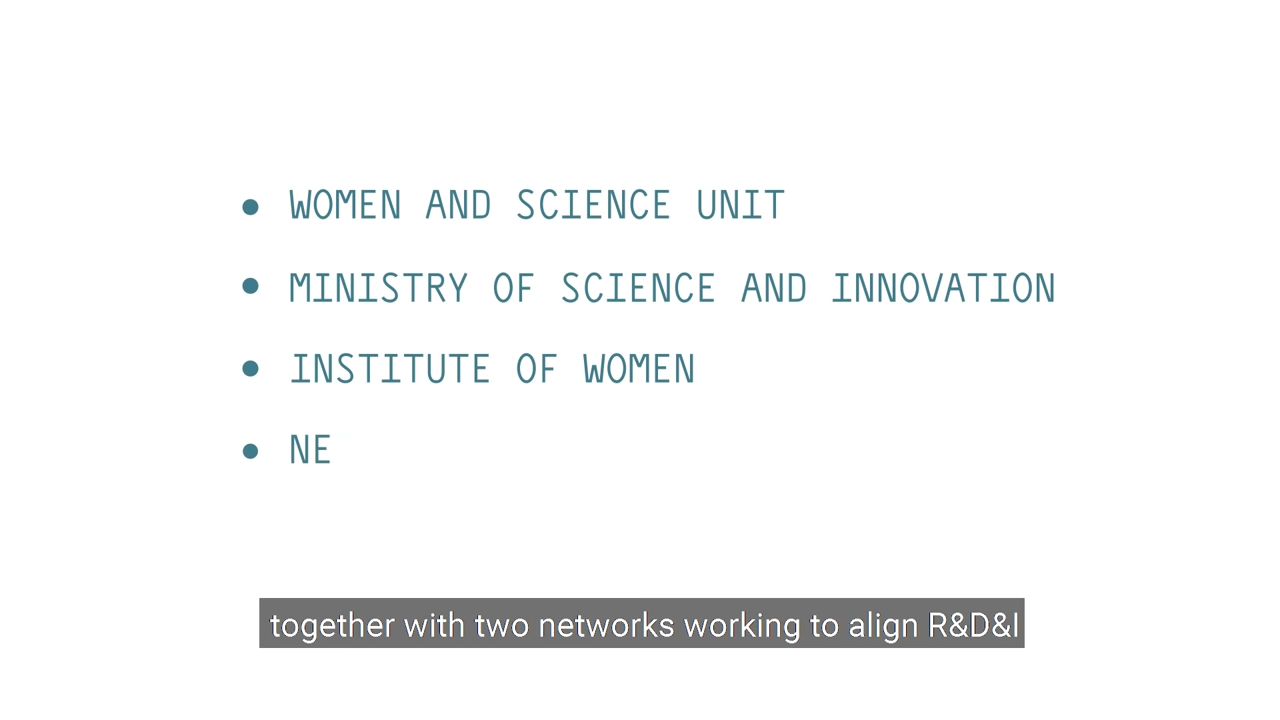 • WOMEN AND SCIENCE UNIT
• MINISTRY OF SCIENCE AND INNOVATION
• INSTITUTE OF WOMEN
• NE
together with two networks working to align R&D&I